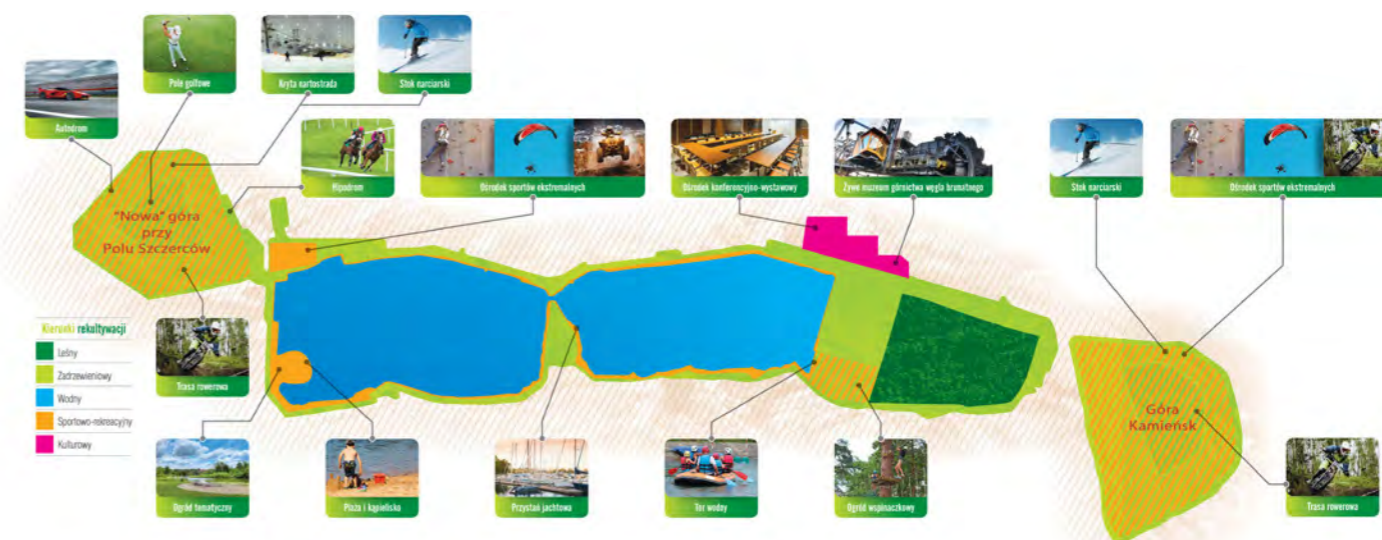 Pole golfowe
Kryta nartostrada
Stok narciarski
Autodrom
Hipodrom
Ośrodek sportów ekstremalnych
Ośrodek konferencyjno-wystawowy
Żywe muzeum górnictwa węgla brunatnego
Stok narciarski
Ośrodek sportów ekstremalnych
"Nowa" góra
przy
Polu Szczerców
Kierunki rekultywacji
Leśny
Zadrzewieniowy
Wodny
Sportowo-rekreacyjny
Kulturowy
Trasa rowerowa
Góra
Kamieńsk
Ogród tematyczny
Plaża i kąpielisko
Przystań jachtowa
Tor wodny
Ogród wspinaczkowy
Trasa rowerowa